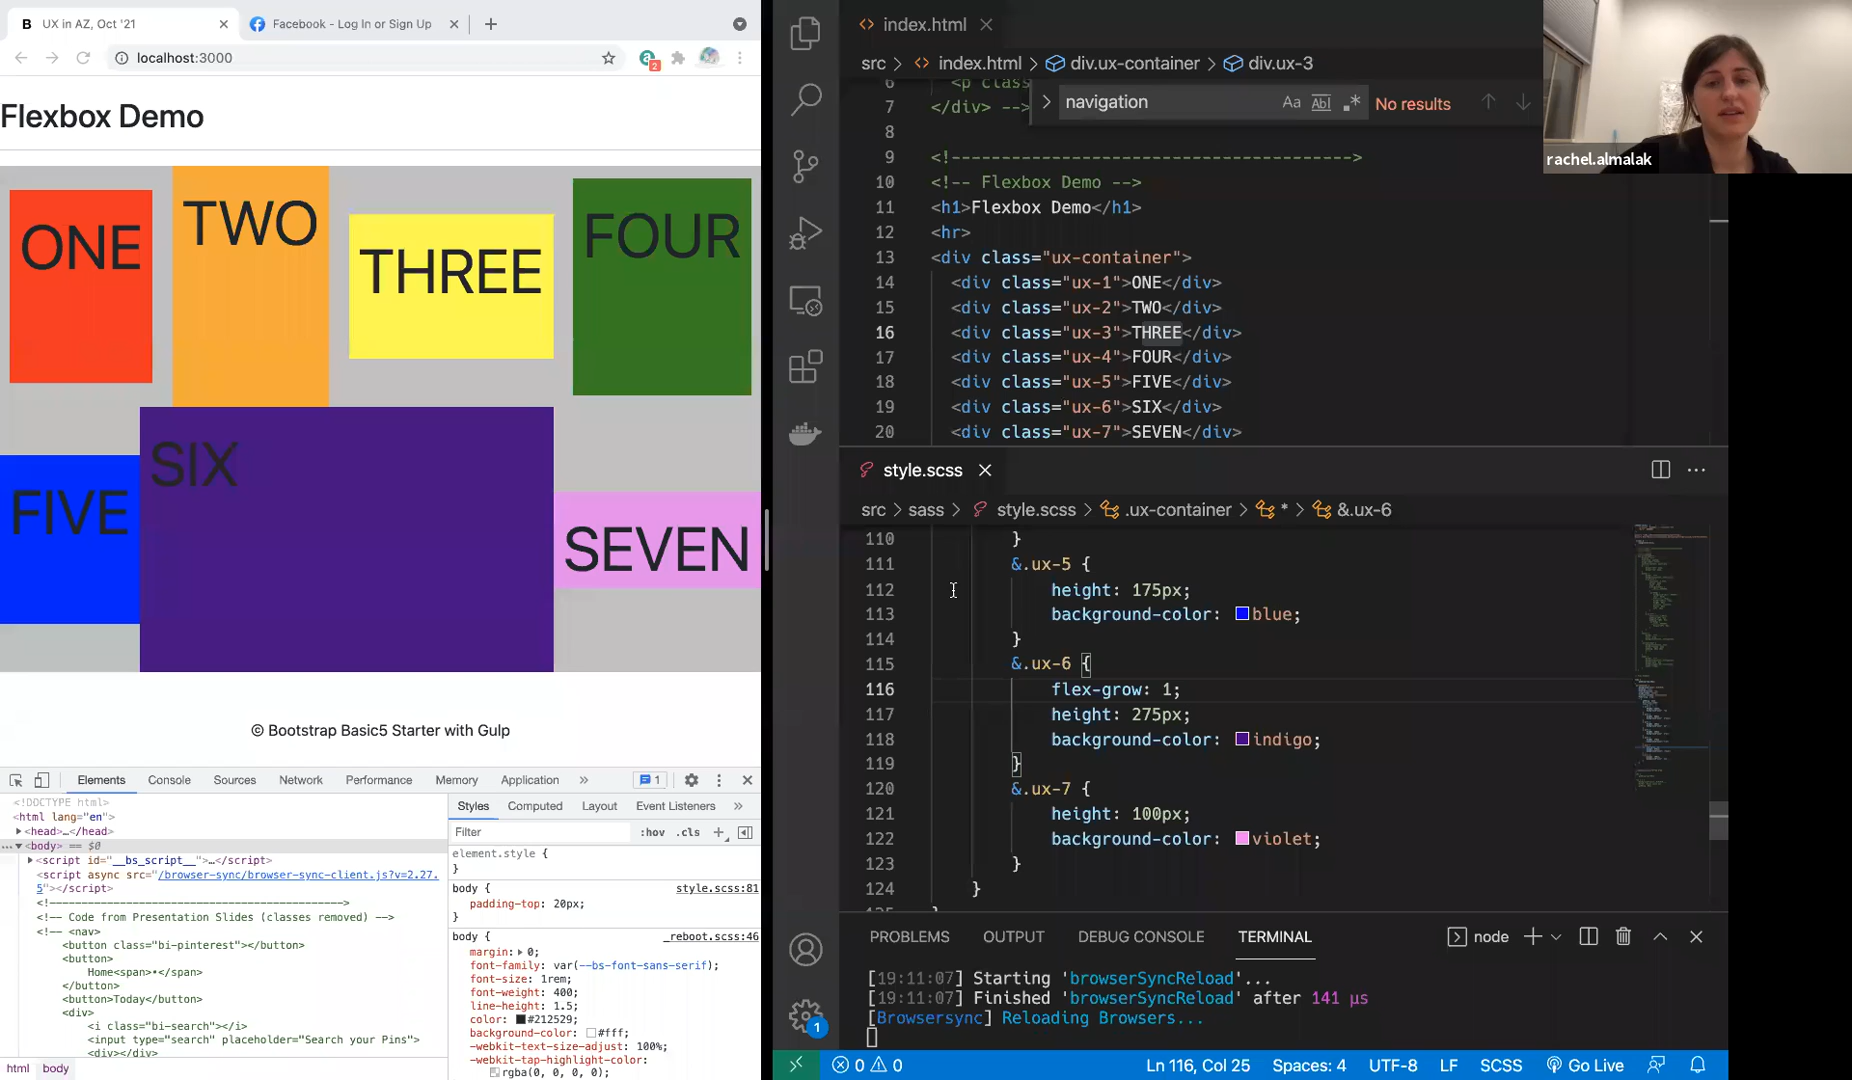 B UX in AZ, Oct '21
Facebook - Log In or Sign Up
localhost:3000
2
Flexbox Demo
ONE
TWO
THREE
FOUR
FIVE
SIX
SEVEN
© Bootstrap Basic5 Starter with Gulp
Elements Console Sources Network Performance Memory Application » 1
<!DOCTYPE html>
<html lang="en">
<head>…</head>
<body> == $0
<script id="__bs_script__">…</script>
<script async src="/browser-sync/browser-sync-client.js?v=2.27.
5"></script>
<!-- Code from Presentation Slides (classes removed) -->
<!-- <nav>
<button class="bi-pinterest"></button>
<button>
Home<span>•</span>
</button>
<button>Today</button>
<div>
<i class="bi-search"></i>
<input type="search" placeholder="Search your Pins">
<div></div>
html body
Styles Computed Layout Event Listeners »
Filter :hov .cls +
element.style {
}
body { style.scss:81
padding-top: 20px;
}
body { _reboot.scss:46
margin: 0;
font-family: var(--bs-font-sans-serif);
font-size: 1rem;
font-weight: 400;
line-height: 1.5;
color: #212529;
background-color: #fff;
-webkit-text-size-adjust: 100%;
-webkit-tap-highlight-color:
rgba(0, 0, 0, 0);
index.html
src > index.html > div.ux-container > div.ux-3
navigation Aa Abl .* No results
6 <p clas
7 </div> -->
8
9 <!---------------------------------------->
10 <!-- Flexbox Demo -->
11 <h1>Flexbox Demo</h1>
12 <hr>
13 <div class="ux-container">
14 <div class="ux-1">ONE</div>
15 <div class="ux-2">TWO</div>
16 <div class="ux-3">THREE</div>
17 <div class="ux-4">FOUR</div>
18 <div class="ux-5">FIVE</div>
19 <div class="ux-6">SIX</div>
20 <div class="ux-7">SEVEN</div>
rachel.almalak
style.scss
src > sass > style.scss > .ux-container > * > &.ux-6
110 }
111 &.ux-5 {
112 height: 175px;
113 background-color: blue;
114 }
115 &.ux-6 {
116 flex-grow: 1;
117 height: 275px;
118 background-color: indigo;
119 }
120 &.ux-7 {
121 height: 100px;
122 background-color: violet;
123 }
124 }
PROBLEMS OUTPUT DEBUG CONSOLE TERMINAL node
[19:11:07] Starting 'browserSyncReload'...
[19:11:07] Finished 'browserSyncReload' after 141 μs
[Browsersync] Reloading Browsers...
1
0 0 Ln 116, Col 25 Spaces: 4 UTF-8 LF SCSS Go Live